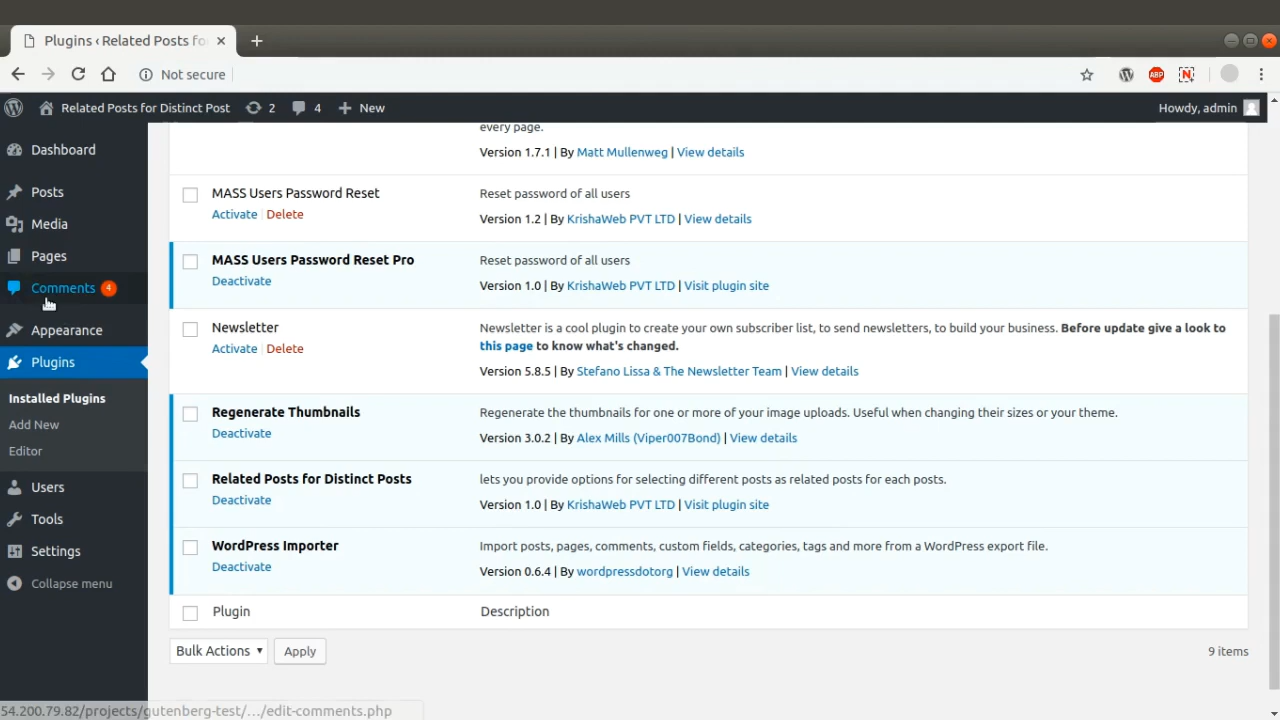 Plugins ‹ Related Posts fo
Not secure
ABP
N
Related Posts for Distinct Post 2 4 New Howdy, admin
Dashboard
Posts
Media
Pages
Comments 4
Appearance
Plugins
Installed Plugins
Add New
Editor
Users
Tools
Settings
Collapse menu
every page.
Version 1.7.1 | By Matt Mullenweg | View details
MASS Users Password Reset
Activate | Delete
Reset password of all users
Version 1.2 | By KrishaWeb PVT LTD | View details
MASS Users Password Reset Pro
Deactivate
Reset password of all users
Version 1.0 | By KrishaWeb PVT LTD | Visit plugin site
Newsletter
Activate | Delete
Newsletter is a cool plugin to create your own subscriber list, to send newsletters, to build your business. Before update give a look to
this page to know what's changed.
Version 5.8.5 | By Stefano Lissa & The Newsletter Team | View details
Regenerate Thumbnails
Deactivate
Regenerate the thumbnails for one or more of your image uploads. Useful when changing their sizes or your theme.
Version 3.0.2 | By Alex Mills (Viper007Bond) | View details
Related Posts for Distinct Posts
Deactivate
lets you provide options for selecting different posts as related posts for each posts.
Version 1.0 | By KrishaWeb PVT LTD | Visit plugin site
WordPress Importer
Deactivate
Import posts, pages, comments, custom fields, categories, tags and more from a WordPress export file.
Version 0.6.4 | By wordpressdotorg | View details
Plugin Description
Bulk Actions Apply 9 items
54.200.79.82/projects/gutenberg-test/…/edit-comments.php